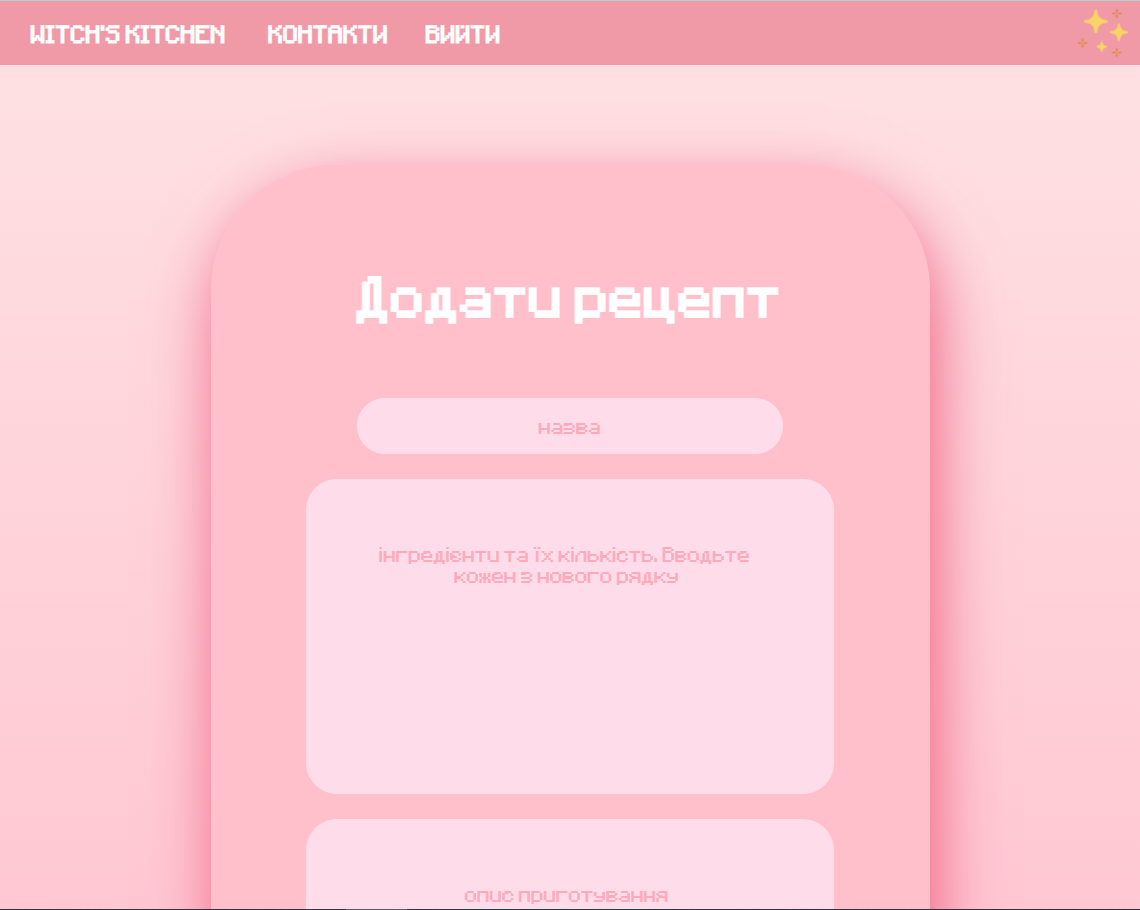 WITCH'S KITCHEN КОНТАКТИ ВИЙТИ
Додати рецепт
назва
інгредієнти та їх кількість. Вводьте
кожен з нового рядку
опис приготування